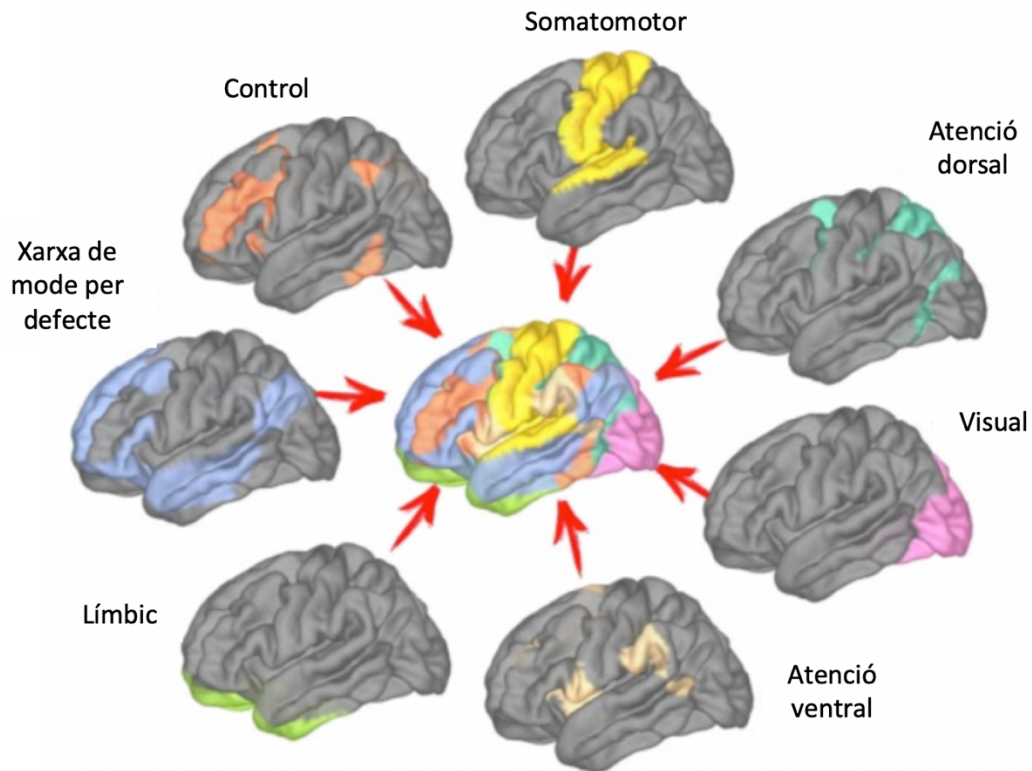 Somatomotor
Control
Atenció
dorsal
Xarxa de
mode per
defecte
Visual
Límbic
Atenció
ventral